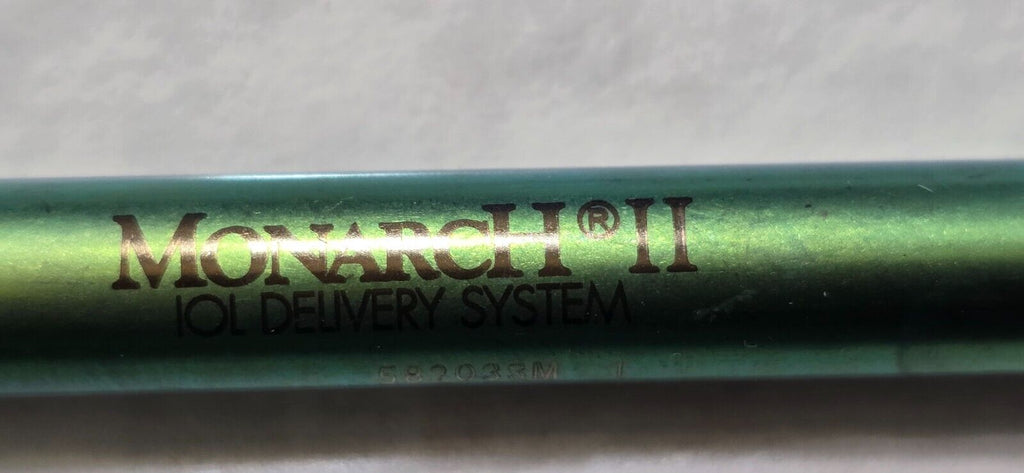 MONARCH® II
IOL DELIVERY SYSTEM